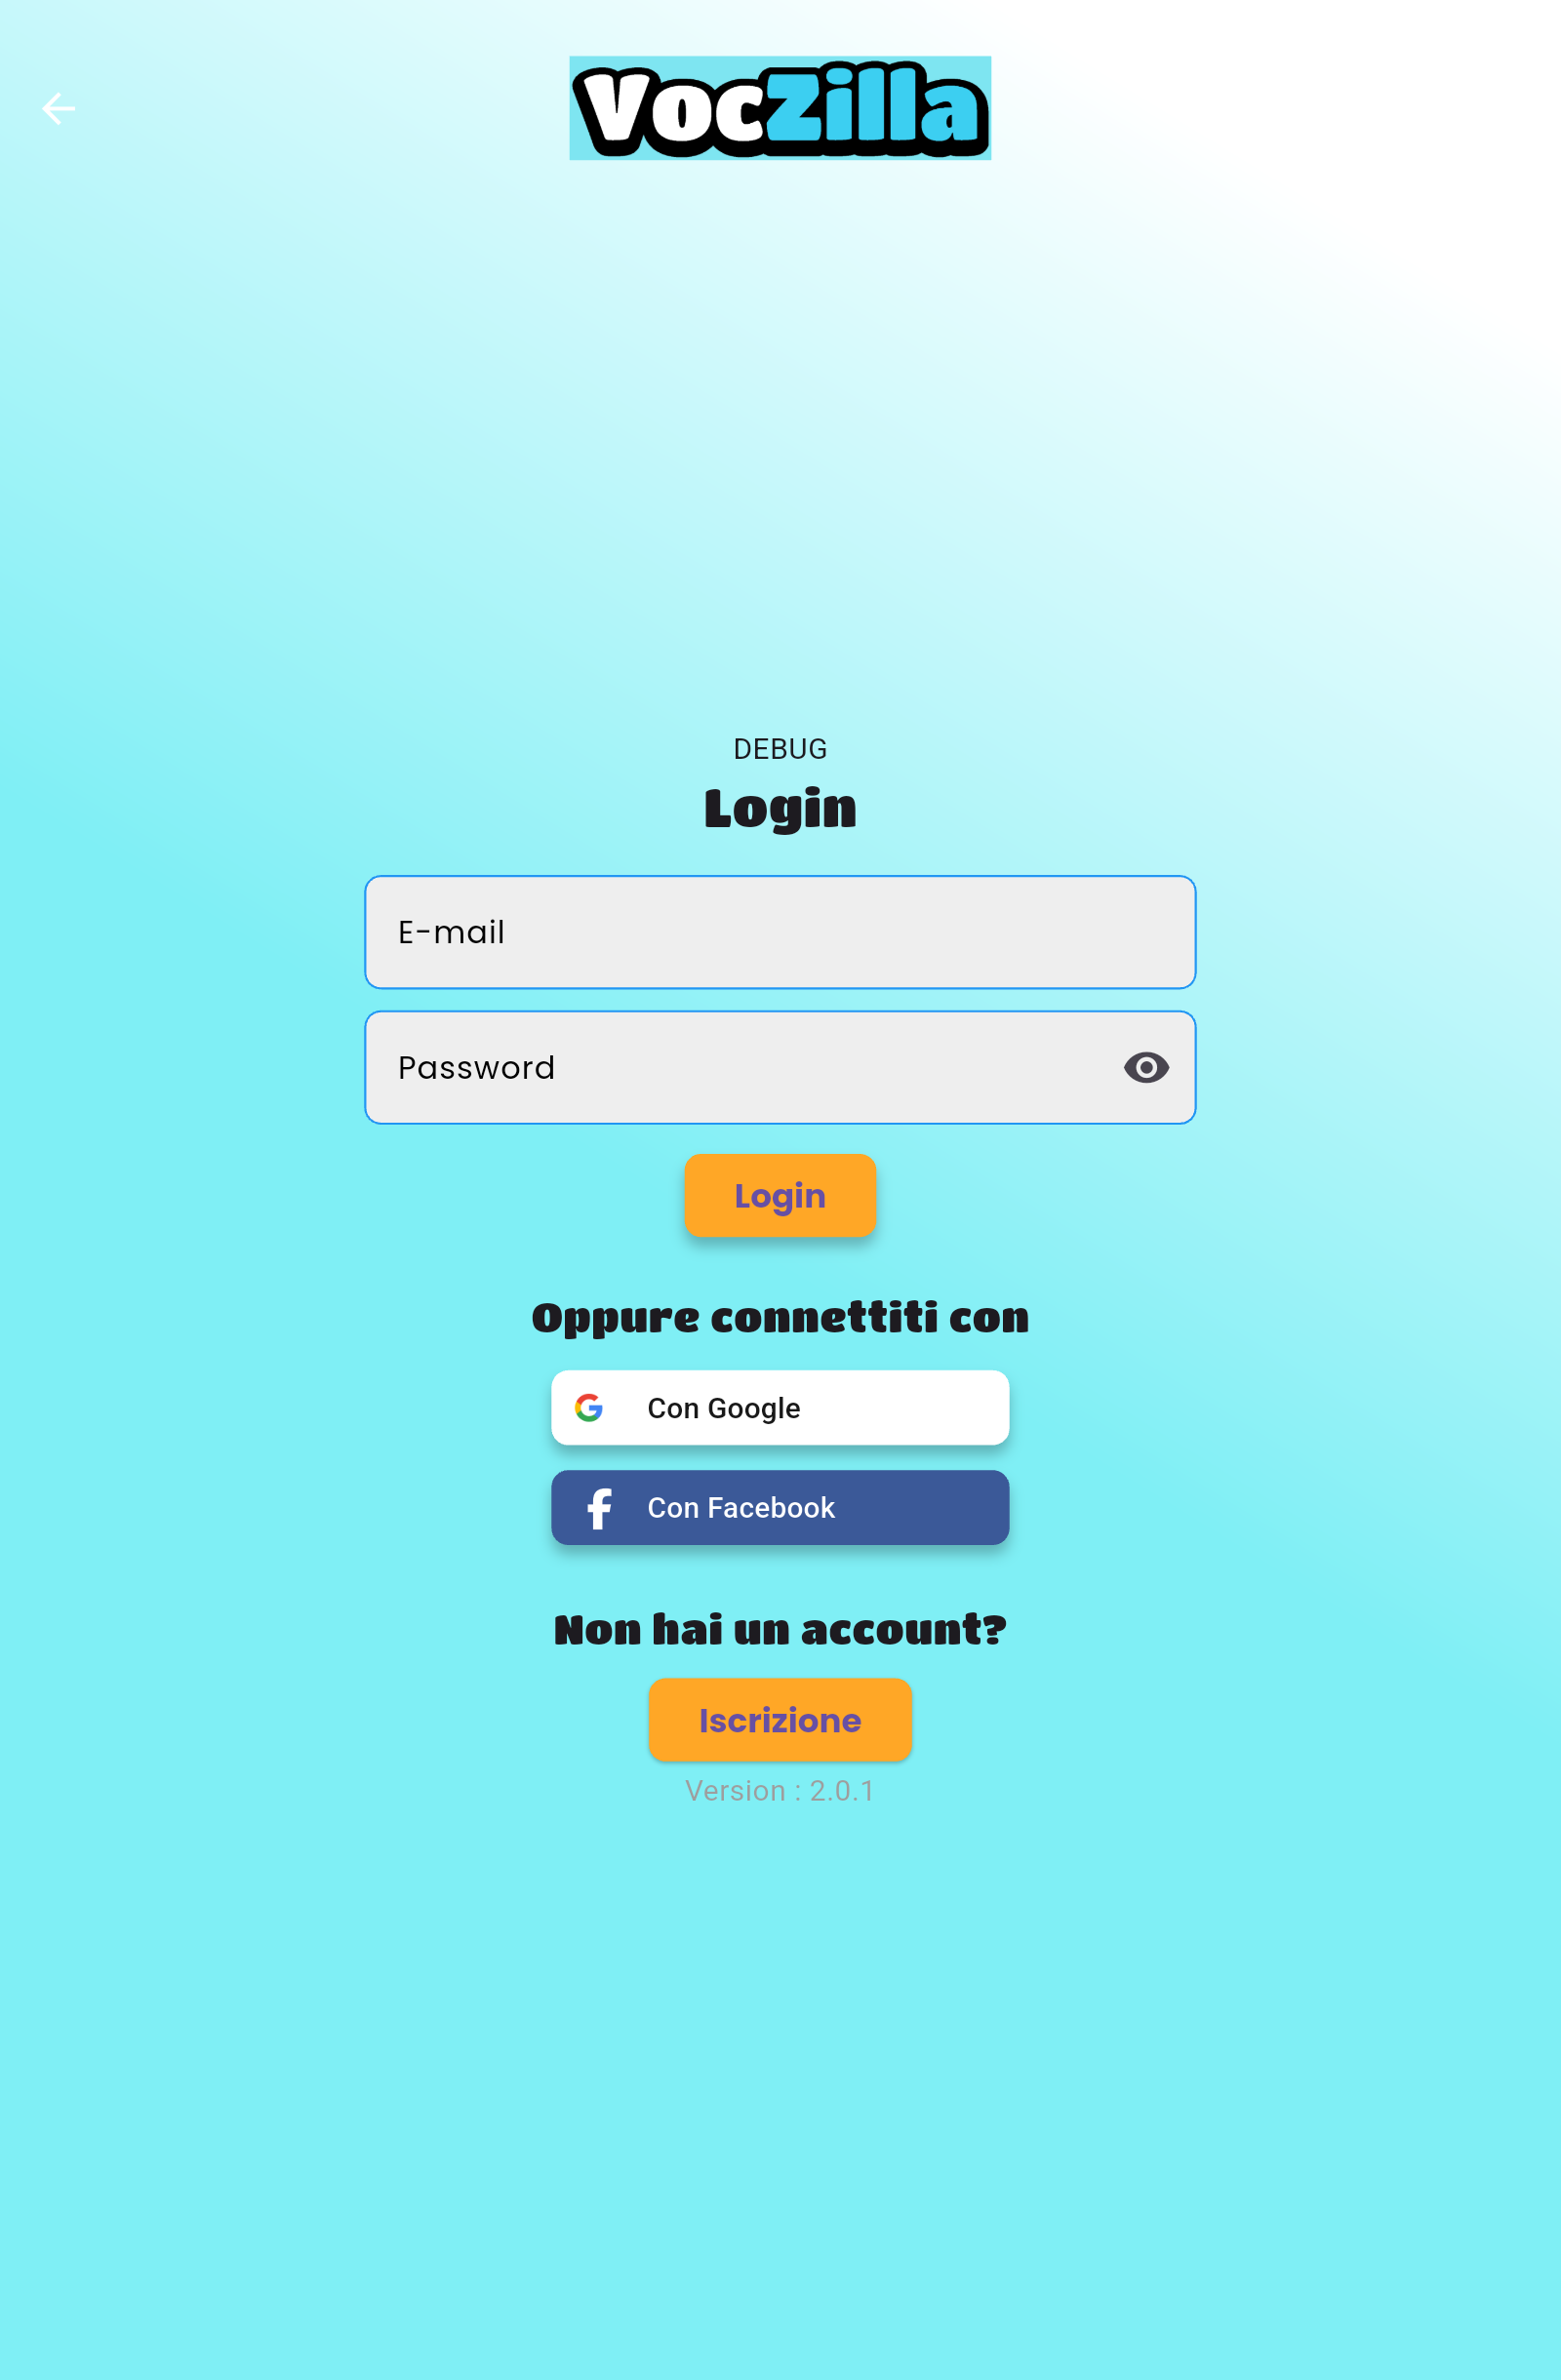 VocZilla
DEBUG
Login
E-mail
Password
Login
Oppure connettiti con
Con Google
Con Facebook
Non hai un account?
Iscrizione
Version : 2.0.1